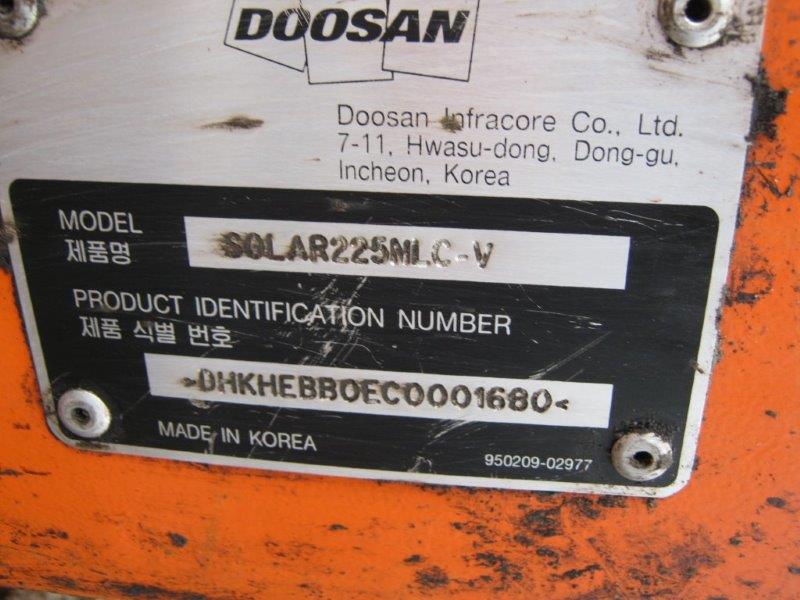 DOOSAN
Doosan Infracore Co., Ltd.
7-11, Hwasu-dong, Dong-gu,
Incheon, Korea
MODEL
제품명
SOLAR225MLC-V
PRODUCT IDENTIFICATION NUMBER
제품 식별 번호
>DHKHEBB0EC0001680<
MADE IN KOREA
950209-02977